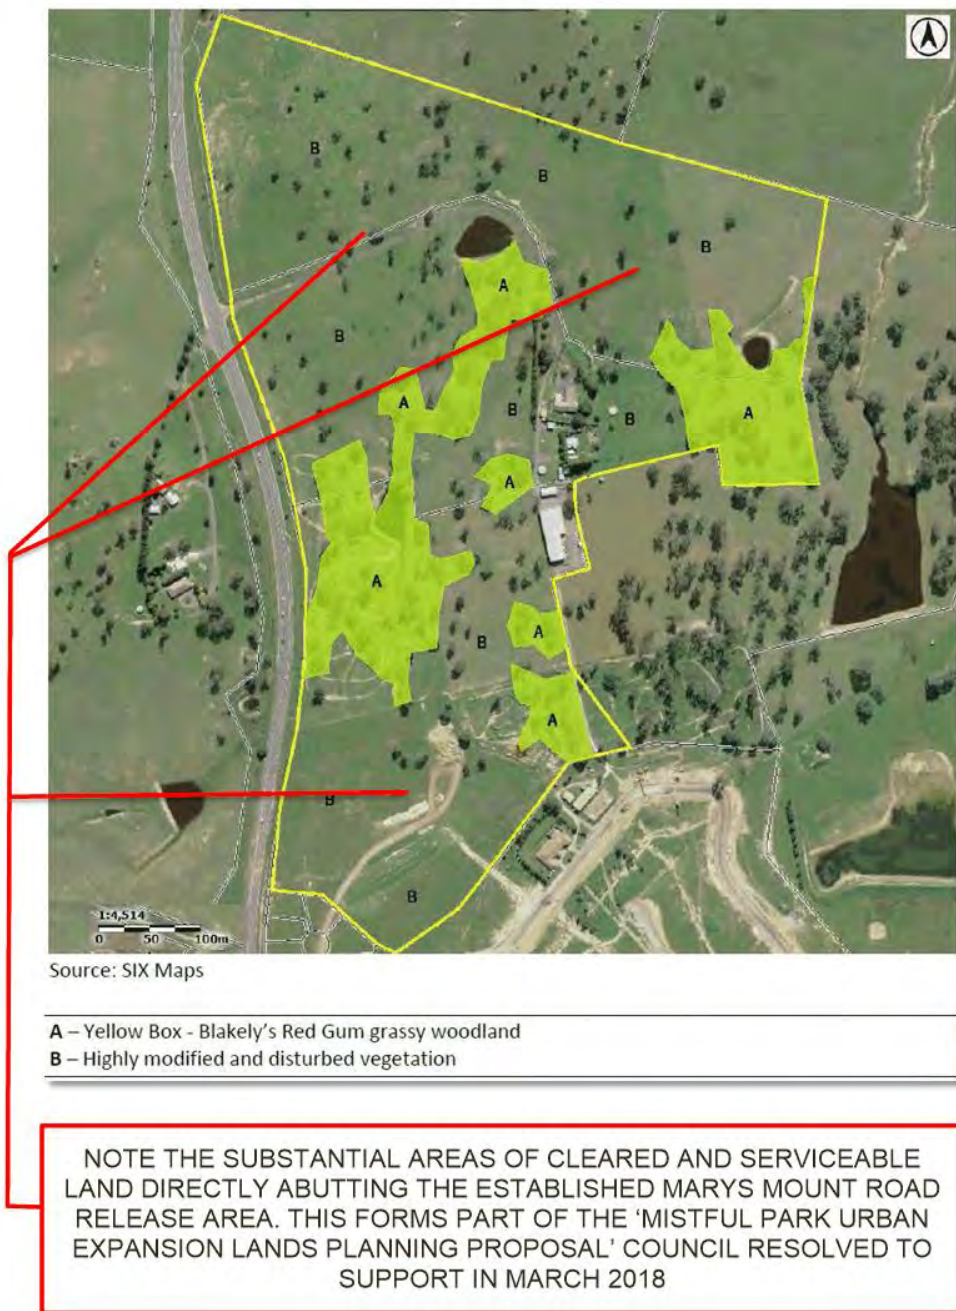 B
B
B
A
B
A
B
B
A
A
A
A
B
A
B
B
1:4,514
0 50 100m
Source: SIX Maps
A – Yellow Box - Blakely's Red Gum grassy woodland
B – Highly modified and disturbed vegetation
NOTE THE SUBSTANTIAL AREAS OF CLEARED AND SERVICEABLE
LAND DIRECTLY ABUTTING THE ESTABLISHED MARYS MOUNT ROAD
RELEASE AREA. THIS FORMS PART OF THE ‘MISTFUL PARK URBAN
EXPANSION LANDS PLANNING PROPOSAL’ COUNCIL RESOLVED TO
SUPPORT IN MARCH 2018